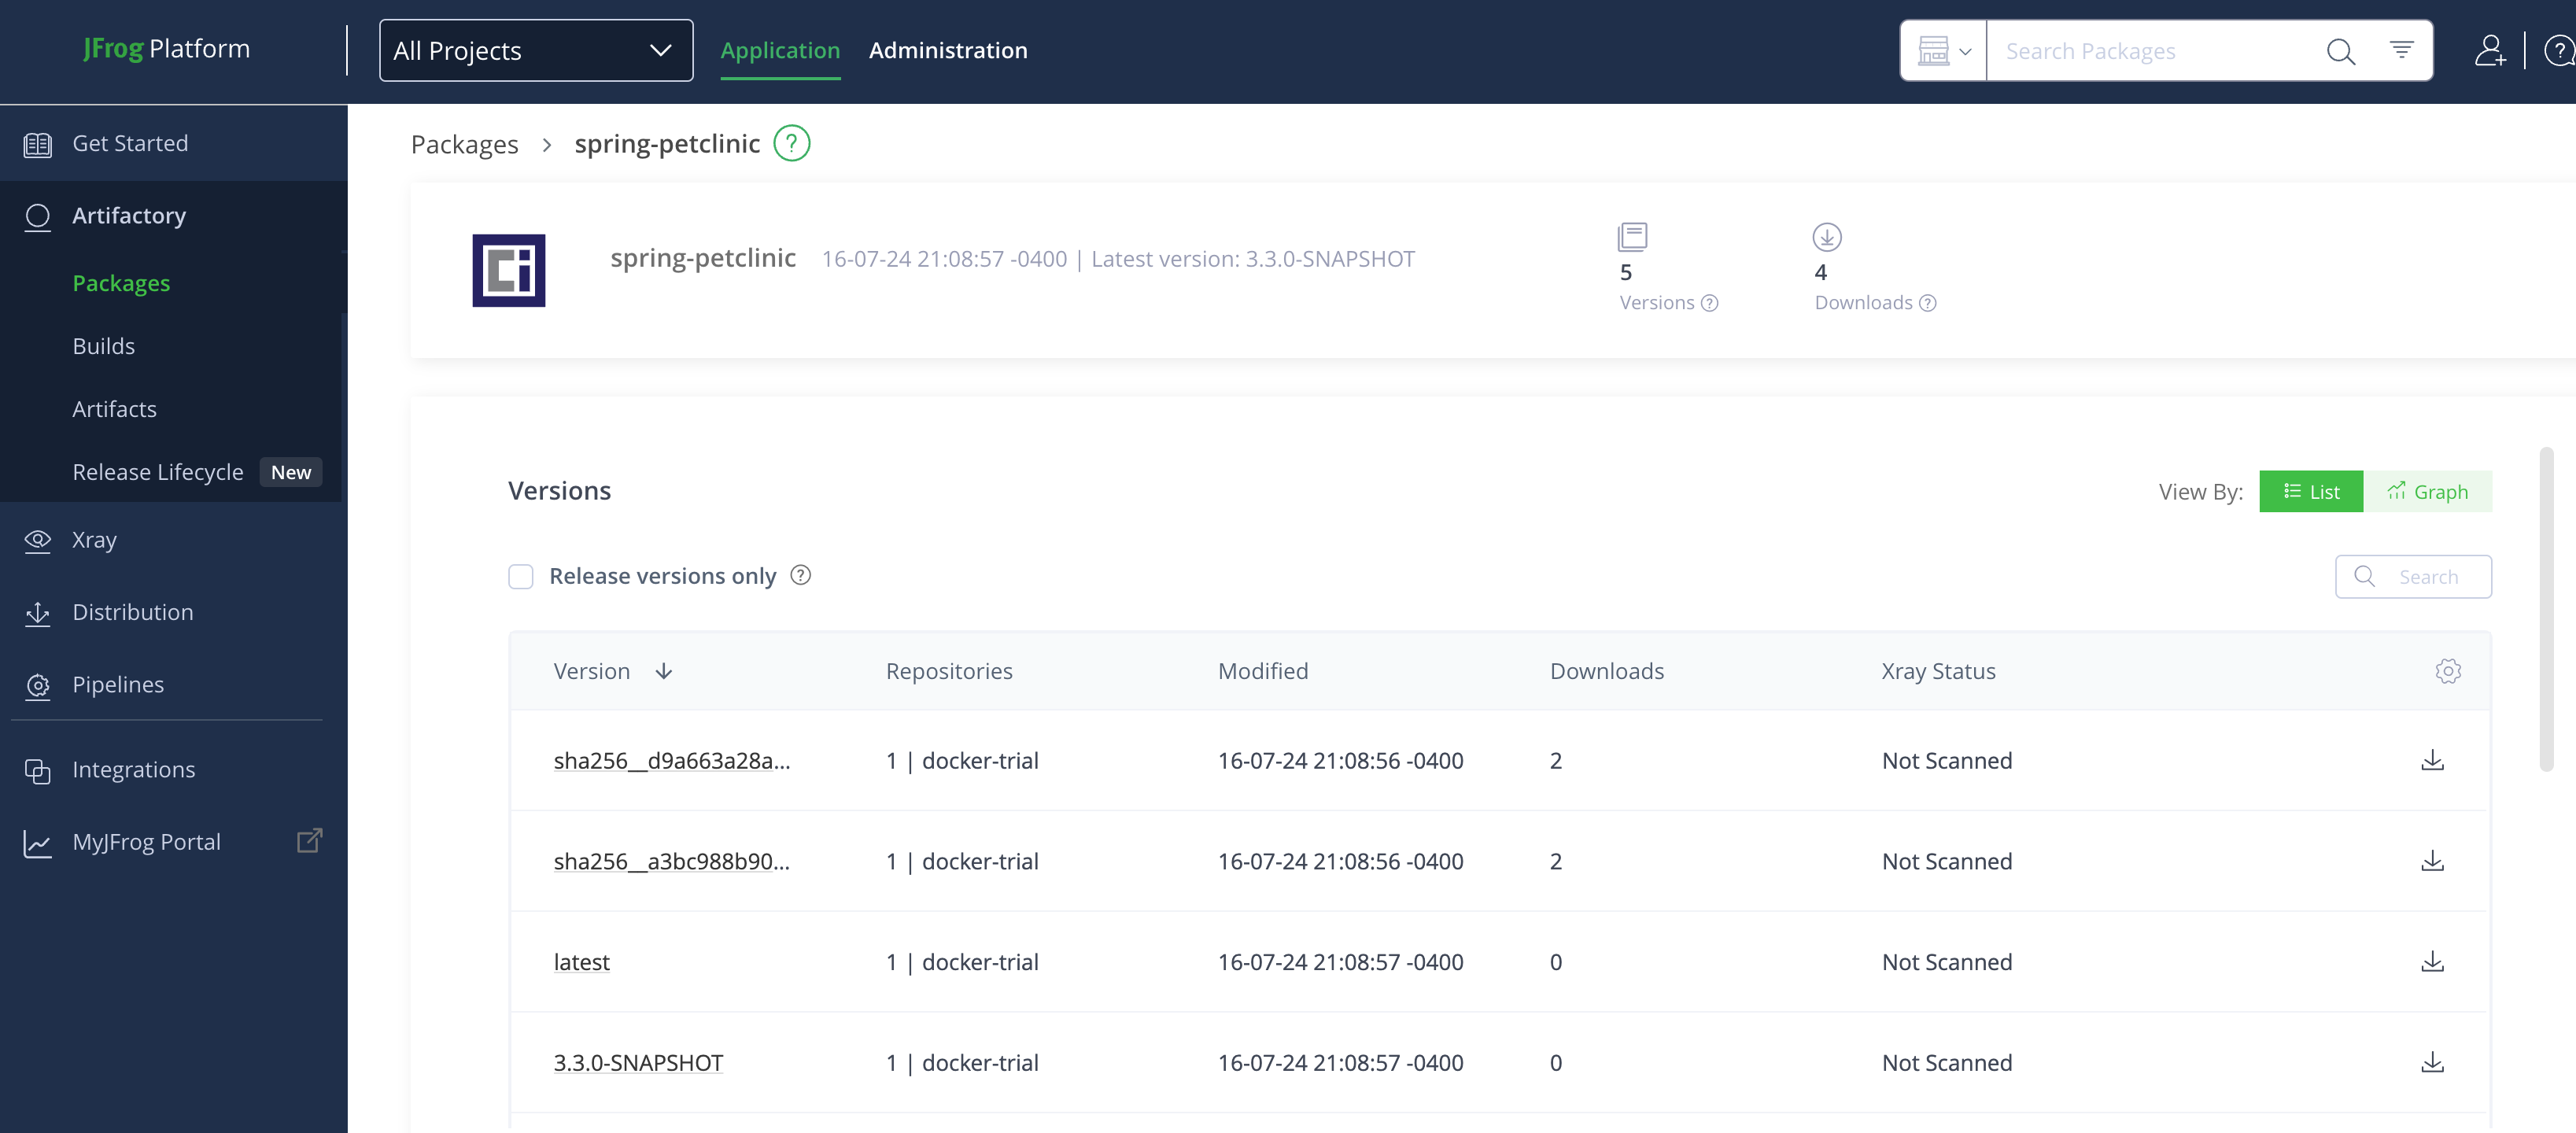 JFrog Platform
All Projects
Application
Administration
Search Packages
Get Started
Artifactory
Packages
Builds
Artifacts
Release Lifecycle New
Xray
Distribution
Pipelines
Integrations
MyJFrog Portal
Packages > spring-petclinic ?
Ci
spring-petclinic 16-07-24 21:08:57 -0400 | Latest version: 3.3.0-SNAPSHOT
5
Versions ?
4
Downloads ?
Versions
View By: List Graph
Release versions only ?
Search
Version Repositories Modified Downloads Xray Status
sha256__d9a663a28a... 1 | docker-trial 16-07-24 21:08:56 -0400 2 Not Scanned
sha256__a3bc988b90... 1 | docker-trial 16-07-24 21:08:56 -0400 2 Not Scanned
latest 1 | docker-trial 16-07-24 21:08:57 -0400 0 Not Scanned
3.3.0-SNAPSHOT 1 | docker-trial 16-07-24 21:08:57 -0400 0 Not Scanned